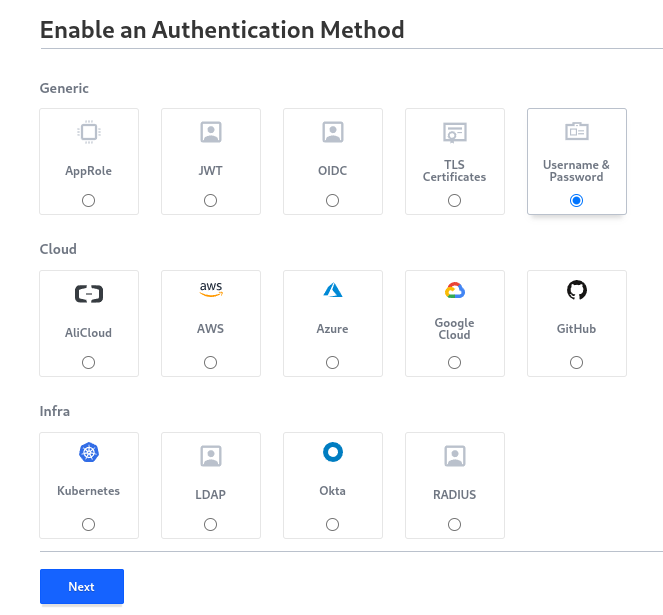 Enable an Authentication Method
Generic
AppRole
JWT
OIDC
TLS
Certificates
Username &
Password
Cloud
AliCloud
aws
AWS
Azure
Google
Cloud
GitHub
Infra
Kubernetes
LDAP
Okta
RADIUS
Next